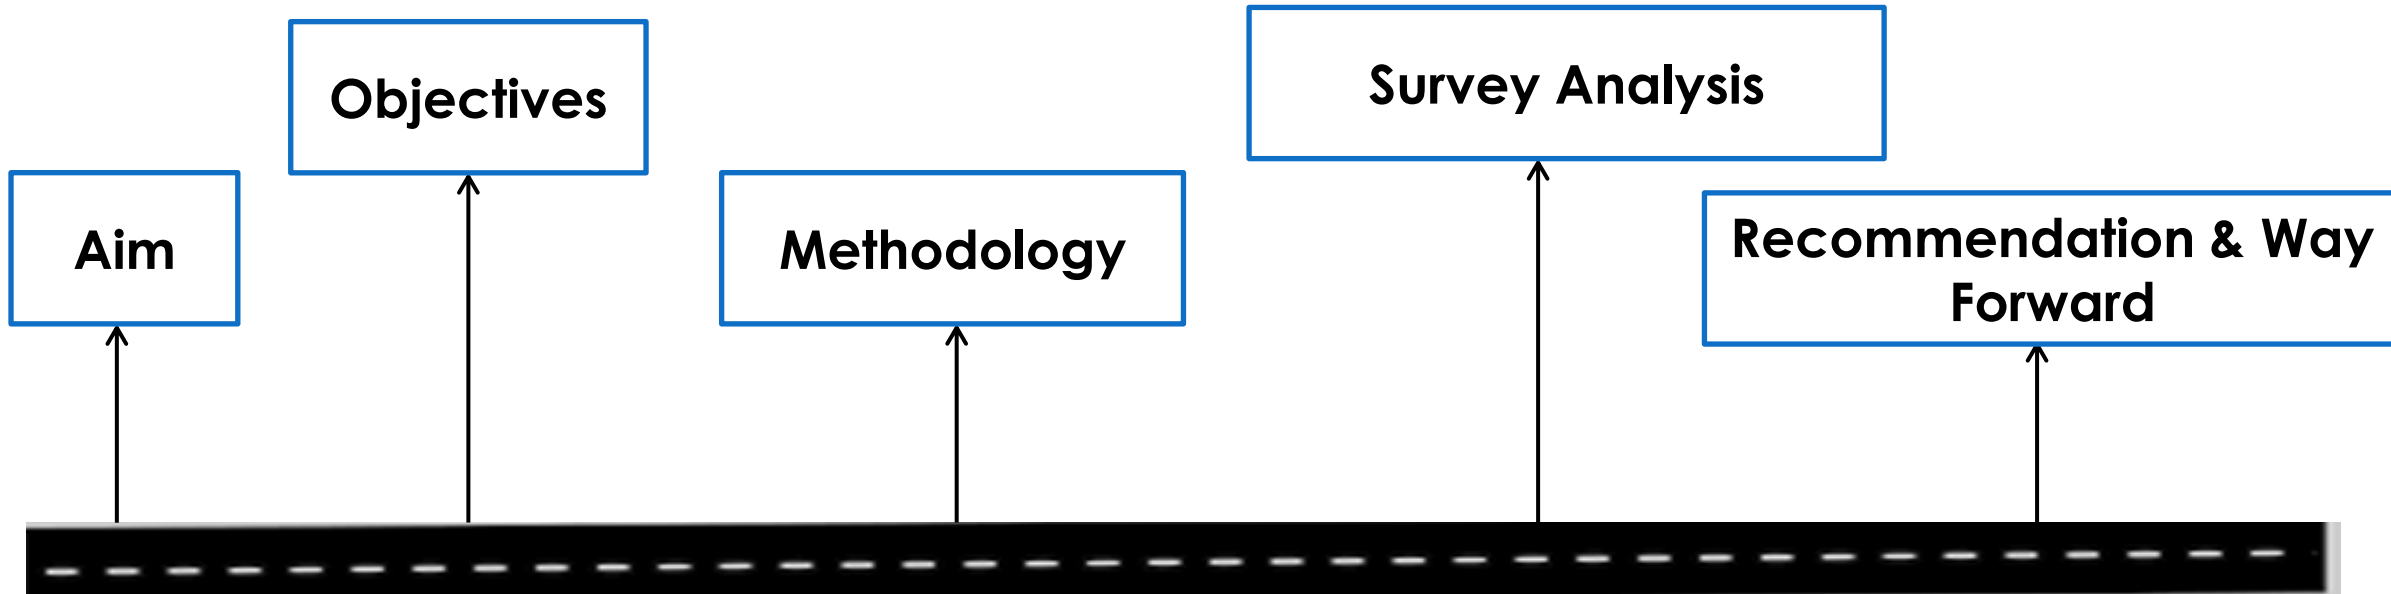 Aim
Objectives
Methodology
Survey Analysis
Recommendation & Way
Forward